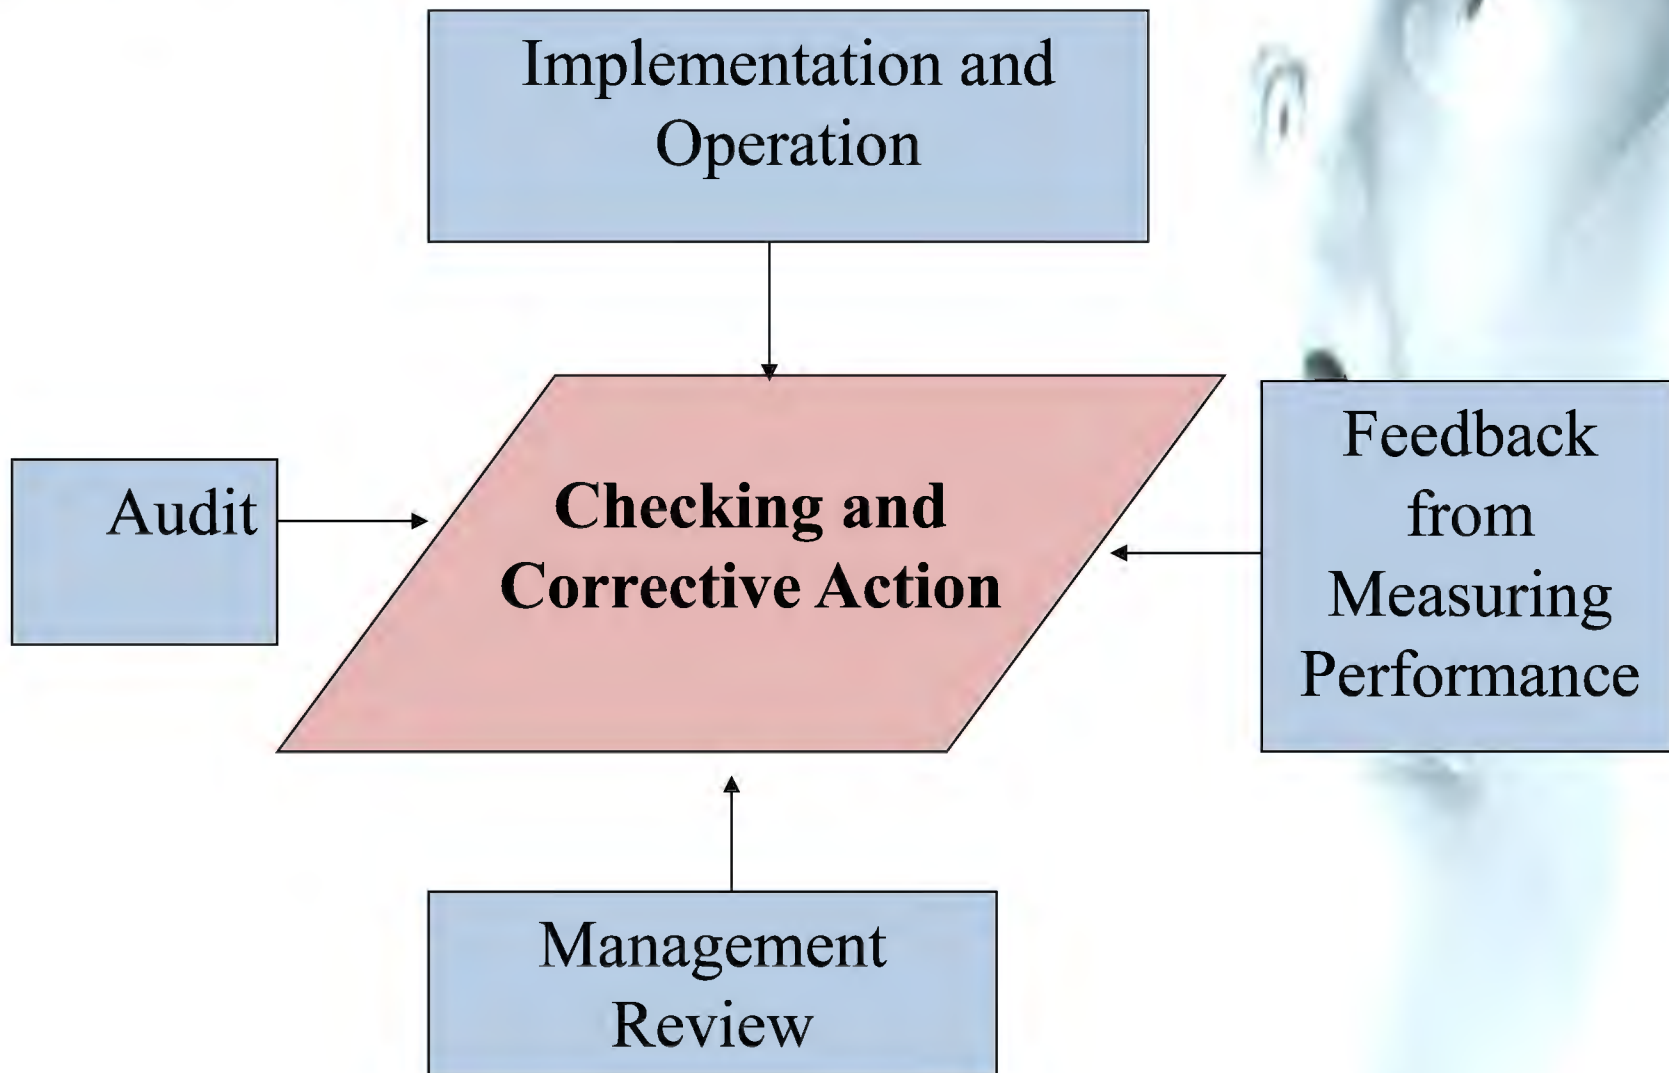 Implementation and
Operation
Audit
Checking and
Corrective Action
Feedback
from
Measuring
Performance
Management
Review